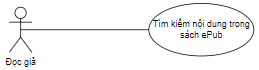 Tìm kiếm nội dung trong
sách ePub
Đọc giả